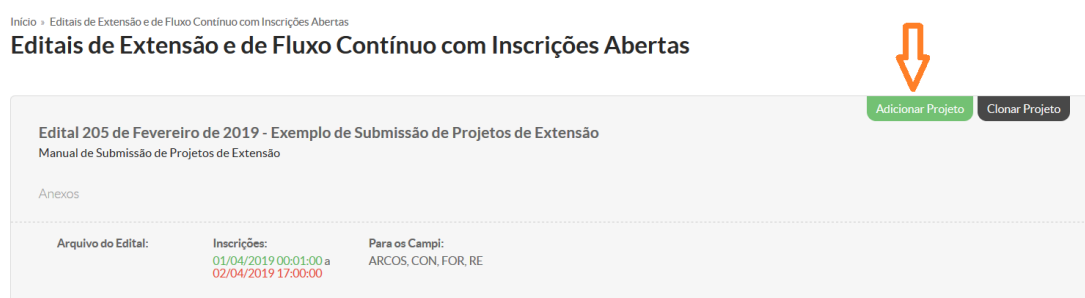 Início » Editais de Extensão e de Fluxo Contínuo com Inscrições Abertas
Editais de Extensão e de Fluxo Contínuo com Inscrições Abertas
Adicionar Projeto Clonar Projeto
Edital 205 de Fevereiro de 2019 - Exemplo de Submissão de Projetos de Extensão
Manual de Submissão de Projetos de Extensão
Anexos
Arquivo do Edital: Inscrições: Para os Campi:
01/04/2019 00:01:00 a ARCOS, CON, FOR, RE
02/04/2019 17:00:00